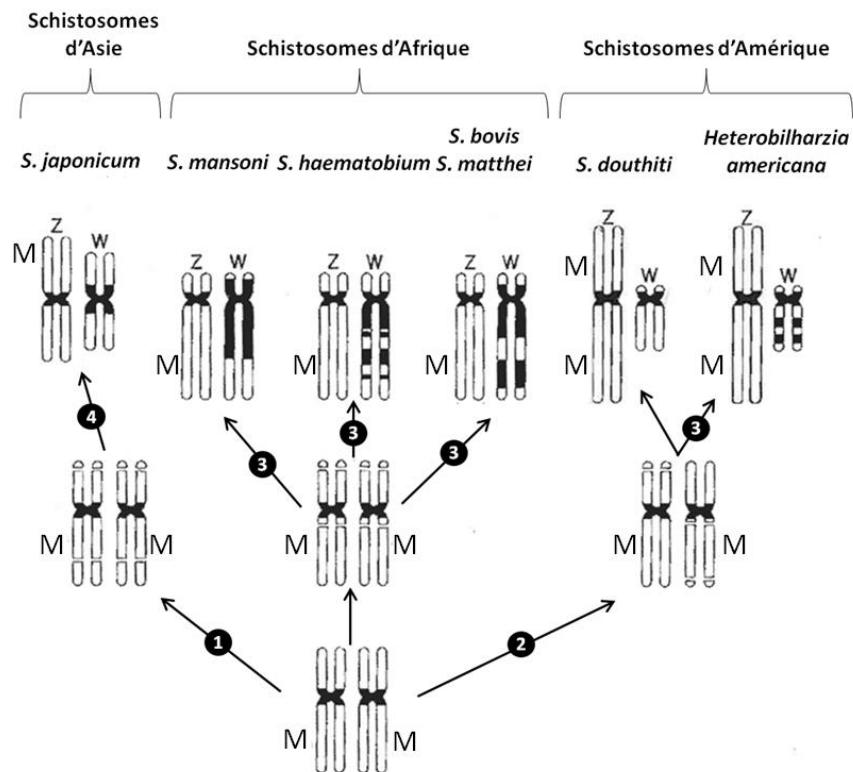 Schistosomes
d'Asie
Schistosomes d'Afrique
Schistosomes d'Amérique
S. japonicum
S. mansoni
S. haematobium
S. bovis
S. matthei
S. douthiti
Heterobilharzia
americana
Z
W
M
Z
W
M
Z
W
M
Z
W
M
Z
W
M
M
Z
W
M
M
4
3
3
3
3
M
M
M
M
M
M
1
2
M
M